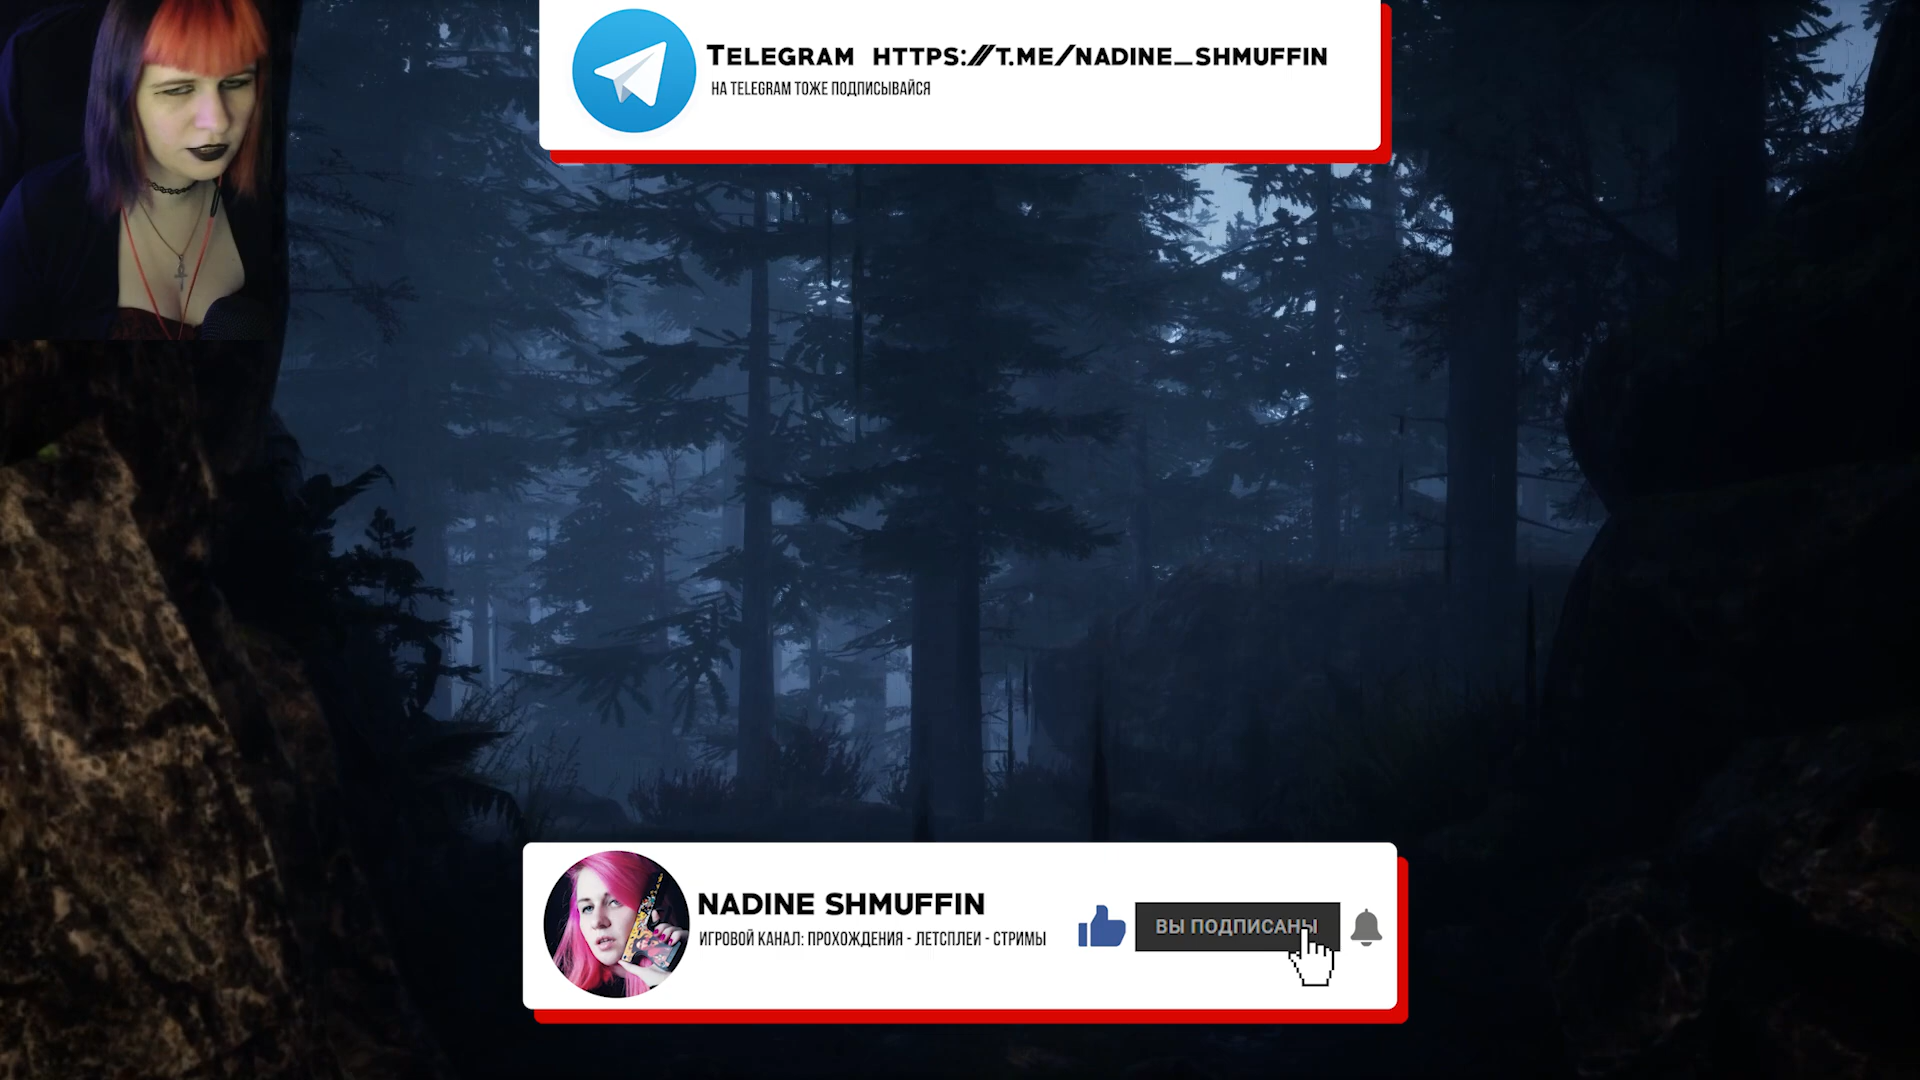 TELEGRAM HTTPS://T.ME/NADINE_SHMUFFIN
НА TELEGRAM ТОЖЕ ПОДПИСЫВАЙСЯ
NADINE SHMUFFIN
ИГРОВОЙ КАНАЛ: ПРОХОЖДЕНИЯ - ЛЕТСПЛЕИ - СТРИМЫ
ВЫ ПОДПИСАНЫ